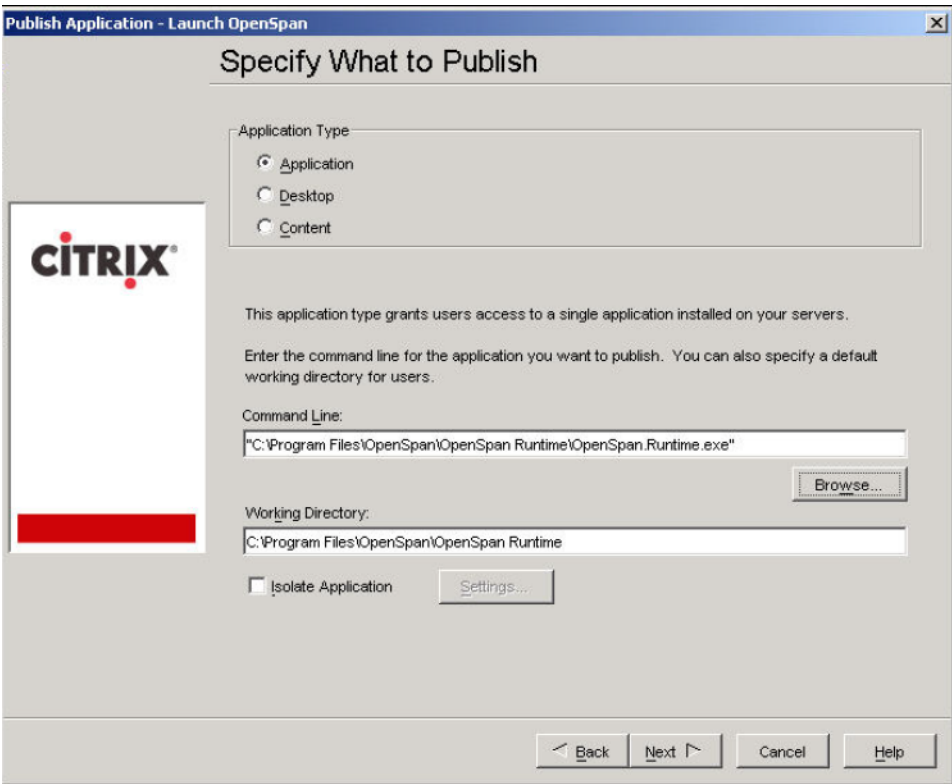 Publish Application - Launch OpenSpan
Specify What to Publish
Application Type
Application
Desktop
Content
CITRIX®
This application type grants users access to a single application installed on your servers.
Enter the command line for the application you want to publish. You can also specify a default
working directory for users.
Command Line:
"C:\Program Files\OpenSpan\OpenSpan Runtime\OpenSpan.Runtime.exe"
Browse...
Working Directory:
C:\Program Files\OpenSpan\OpenSpan Runtime
Isolate Application
Settings...
Back
Next
Cancel
Help